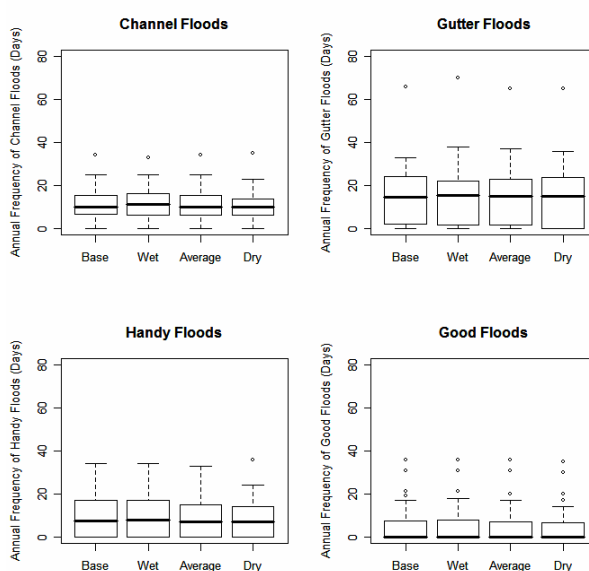 Channel Floods
Annual Frequency of Channel Floods (Days)
80
60
40
20
0
Base Wet Average Dry
Gutter Floods
Annual Frequency of Gutter Floods (Days)
80
60
40
20
0
Base Wet Average Dry
Handy Floods
Annual Frequency of Handy Floods (Days)
80
60
40
20
0
Base Wet Average Dry
Good Floods
Annual Frequency of Good Floods (Days)
80
60
40
20
0
Base Wet Average Dry